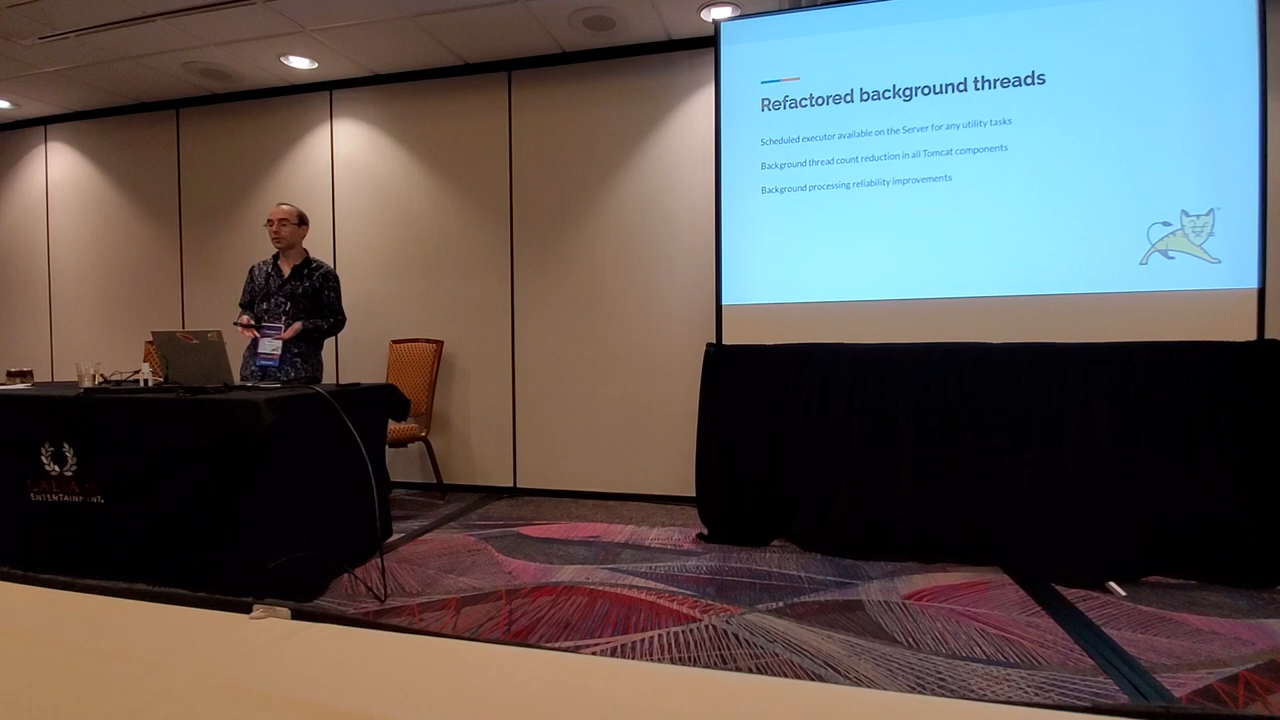 Refactored background threads
Scheduled executor available on the Server for any utility tasks
Background thread count reduction in all Tomcat components
Background processing reliability improvements
ENTERTAINMENT